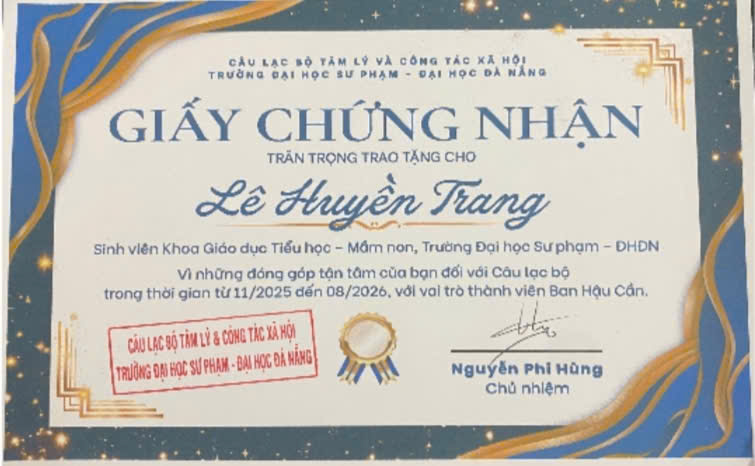 CÂU LẠC BỘ TÂM LÝ VÀ CÔNG TÁC XÃ HỘI
TRƯỜNG ĐẠI HỌC SƯ PHẠM - ĐẠI HỌC ĐÀ NẴNG
GIẤY CHỨNG NHẬN
TRÂN TRỌNG TRAO TẶNG CHO
Lê Huyền Trang
Sinh viên Khoa Giáo dục Tiểu học - Mầm non, Trường Đại học Sư phạm - ĐHĐN
Vì những đóng góp tận tâm của bạn đối với Câu lạc bộ
trong thời gian từ 11/2025 đến 08/2026, với vai trò thành viên Ban Hậu Cần.
CÂU LẠC BỘ TÂM LÝ & CÔNG TÁC XÃ HỘI
TRƯỜNG ĐẠI HỌC SƯ PHẠM - ĐẠI HỌC ĐÀ NẴNG
Nguyễn Phi Hùng
Chủ nhiệm